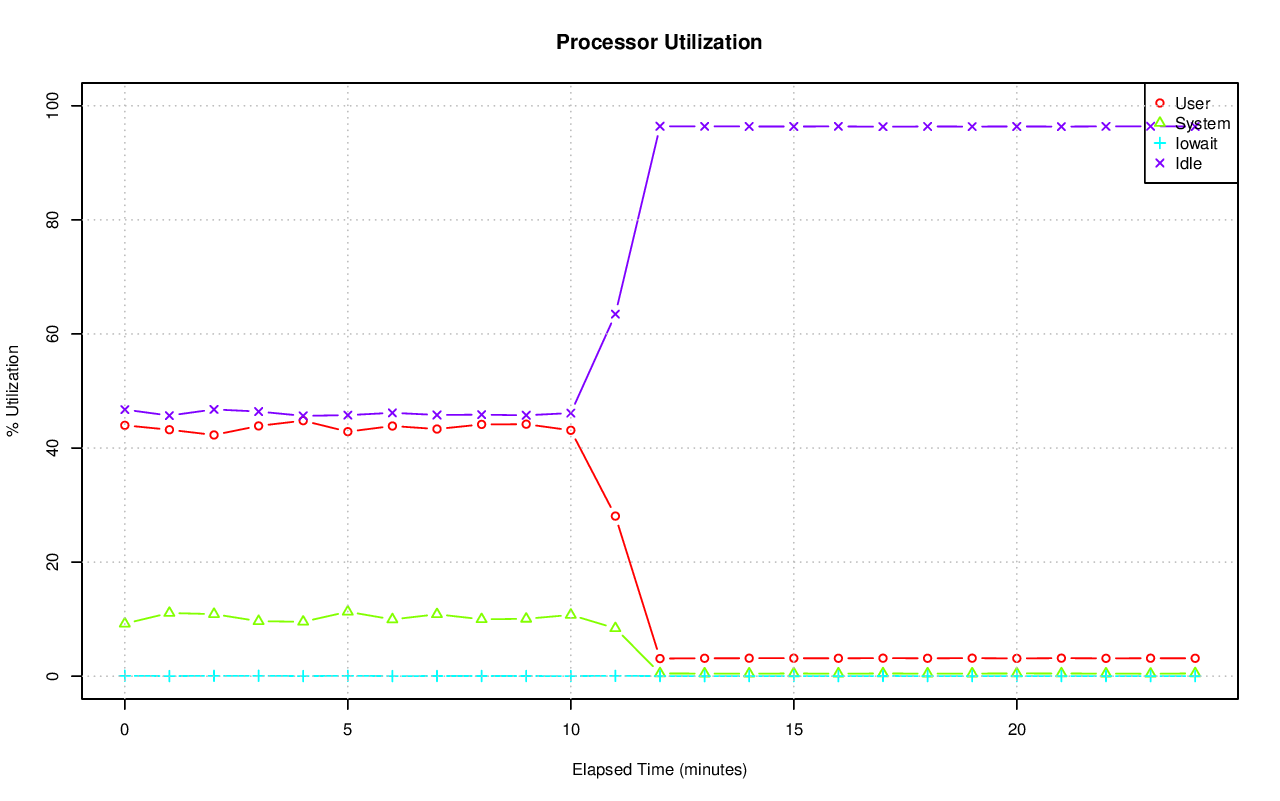 Processor Utilization
% Utilization
100
80
60
40
20
0
User
System
Iowait
Idle
0 5 10 15 20
Elapsed Time (minutes)